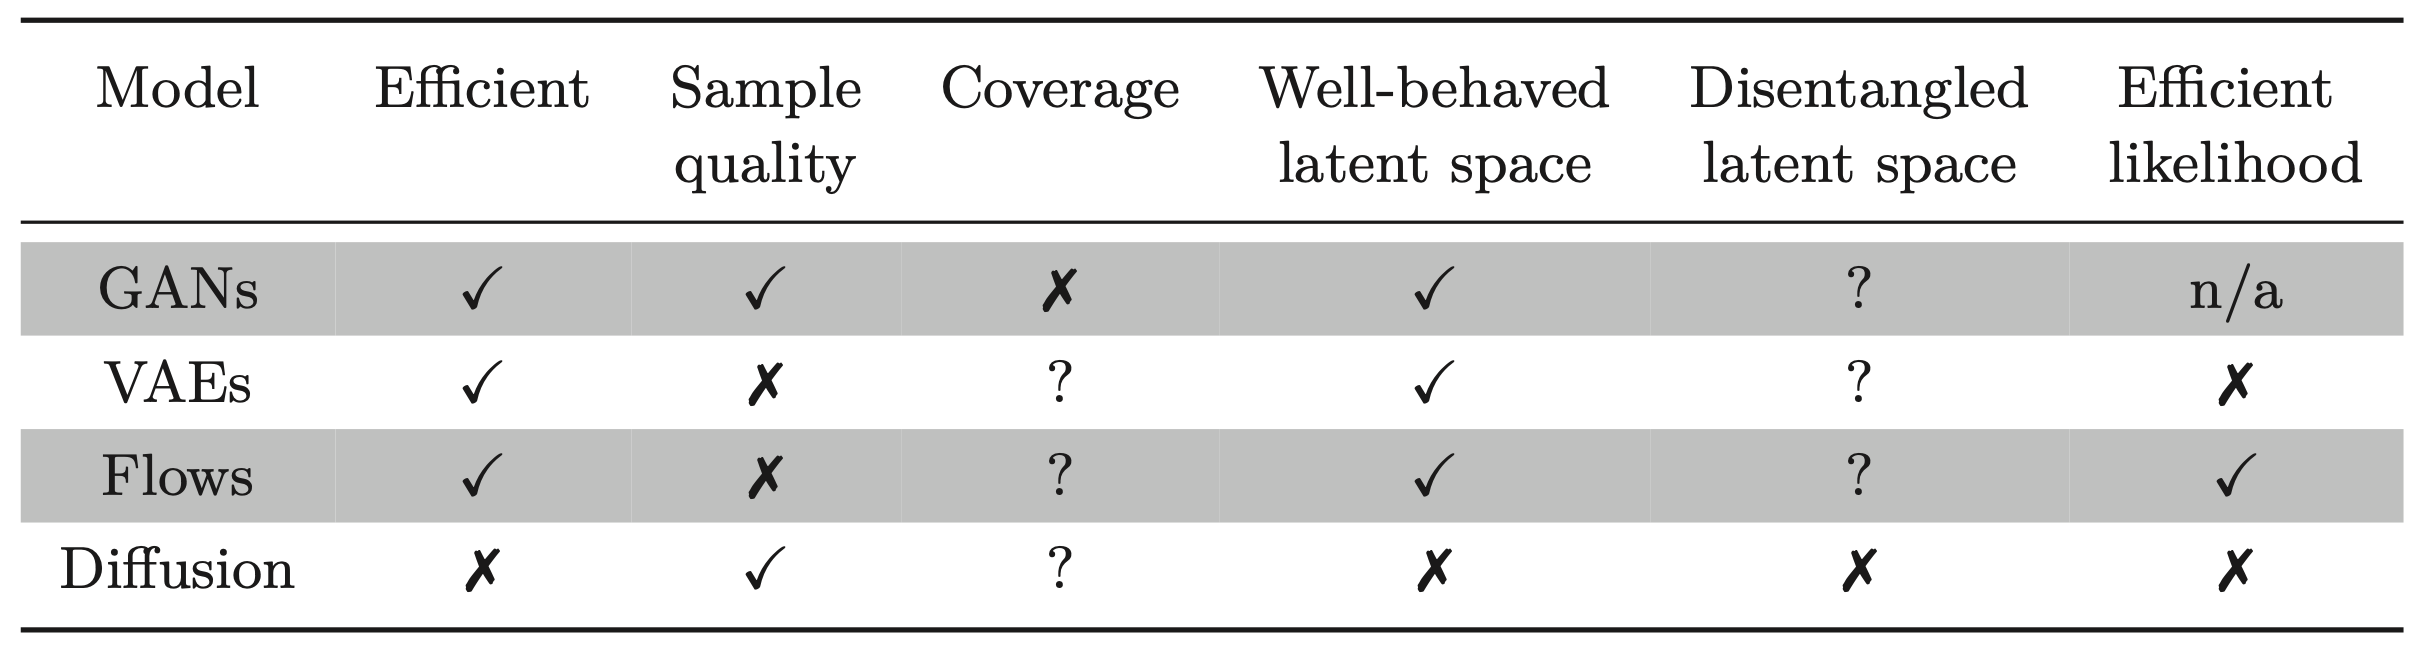 Model Efficient Sample Coverage Well-behaved Disentangled Efficient
quality latent space latent space likelihood
GANs ✓ ✓ ✗ ✓ ? n/a
VAEs ✓ ✗ ? ✓ ? ✗
Flows ✓ ✗ ? ✓ ? ✓
Diffusion ✗ ✓ ? ✗ ✗ ✗